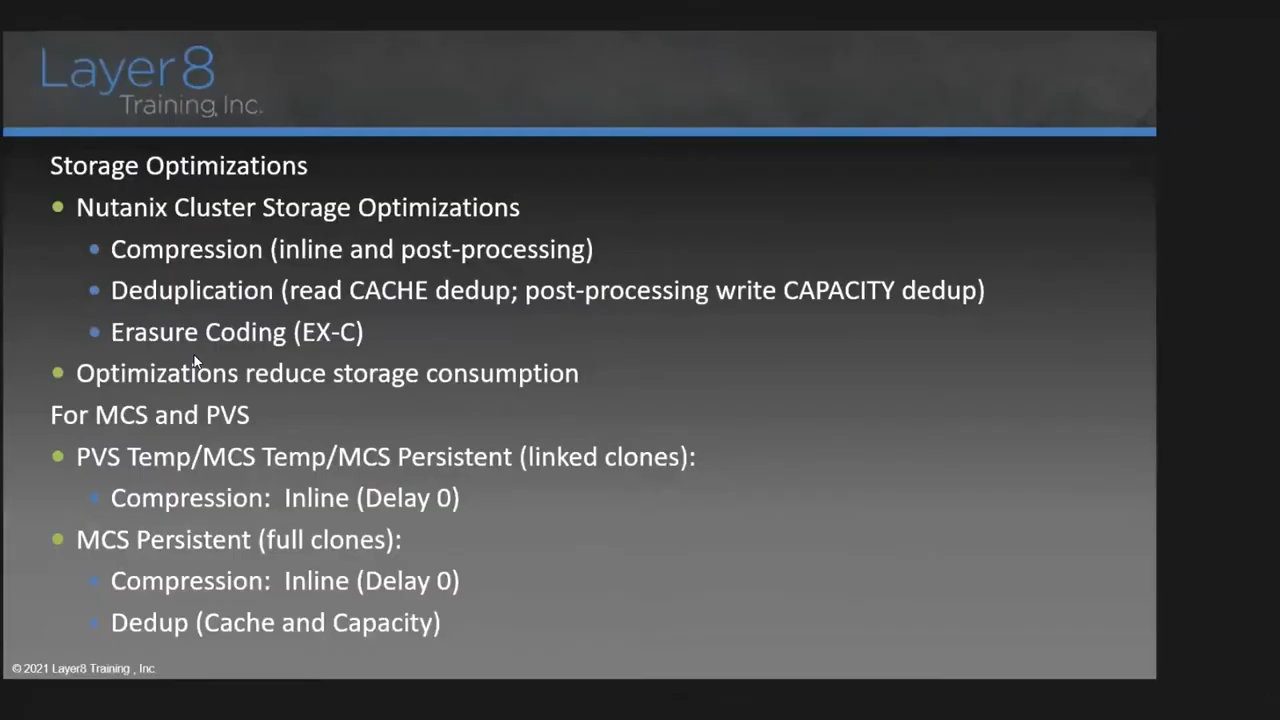 Layer8
Training, Inc.
Storage Optimizations
Nutanix Cluster Storage Optimizations
Compression (inline and post-processing)
Deduplication (read CACHE dedup; post-processing write CAPACITY dedup)
Erasure Coding (EX-C)
Optimizations reduce storage consumption
For MCS and PVS
PVS Temp/MCS Temp/MCS Persistent (linked clones):
Compression:  Inline (Delay 0)
MCS Persistent (full clones):
Compression:  Inline (Delay 0)
Dedup (Cache and Capacity)
© 2021 Layer8 Training , Inc